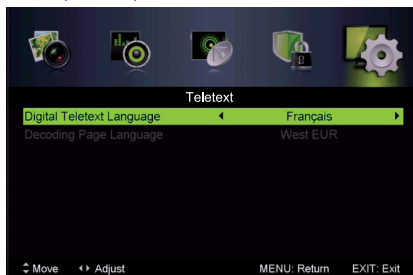 Teletext
Digital Teletext Language Français
Decoding Page Language West EUR
Move Adjust MENU: Return EXIT: Exit